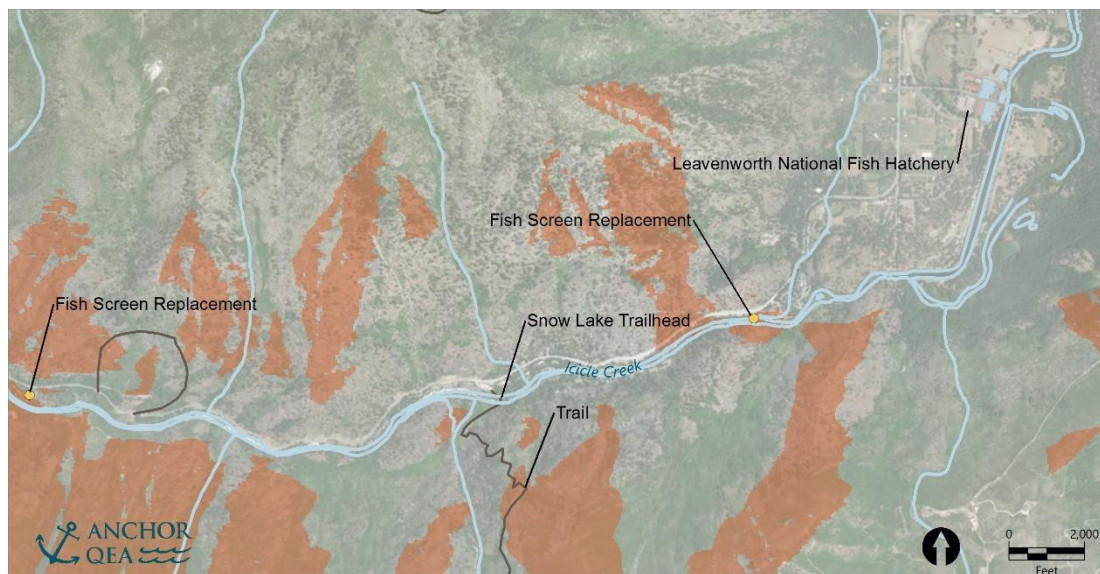 Leavenworth National Fish Hatchery
Fish Screen Replacement
Fish Screen Replacement
Snow Lake Trailhead
Icicle Creek
Trail
ANCHOR
QEA
0 2,000
Feet